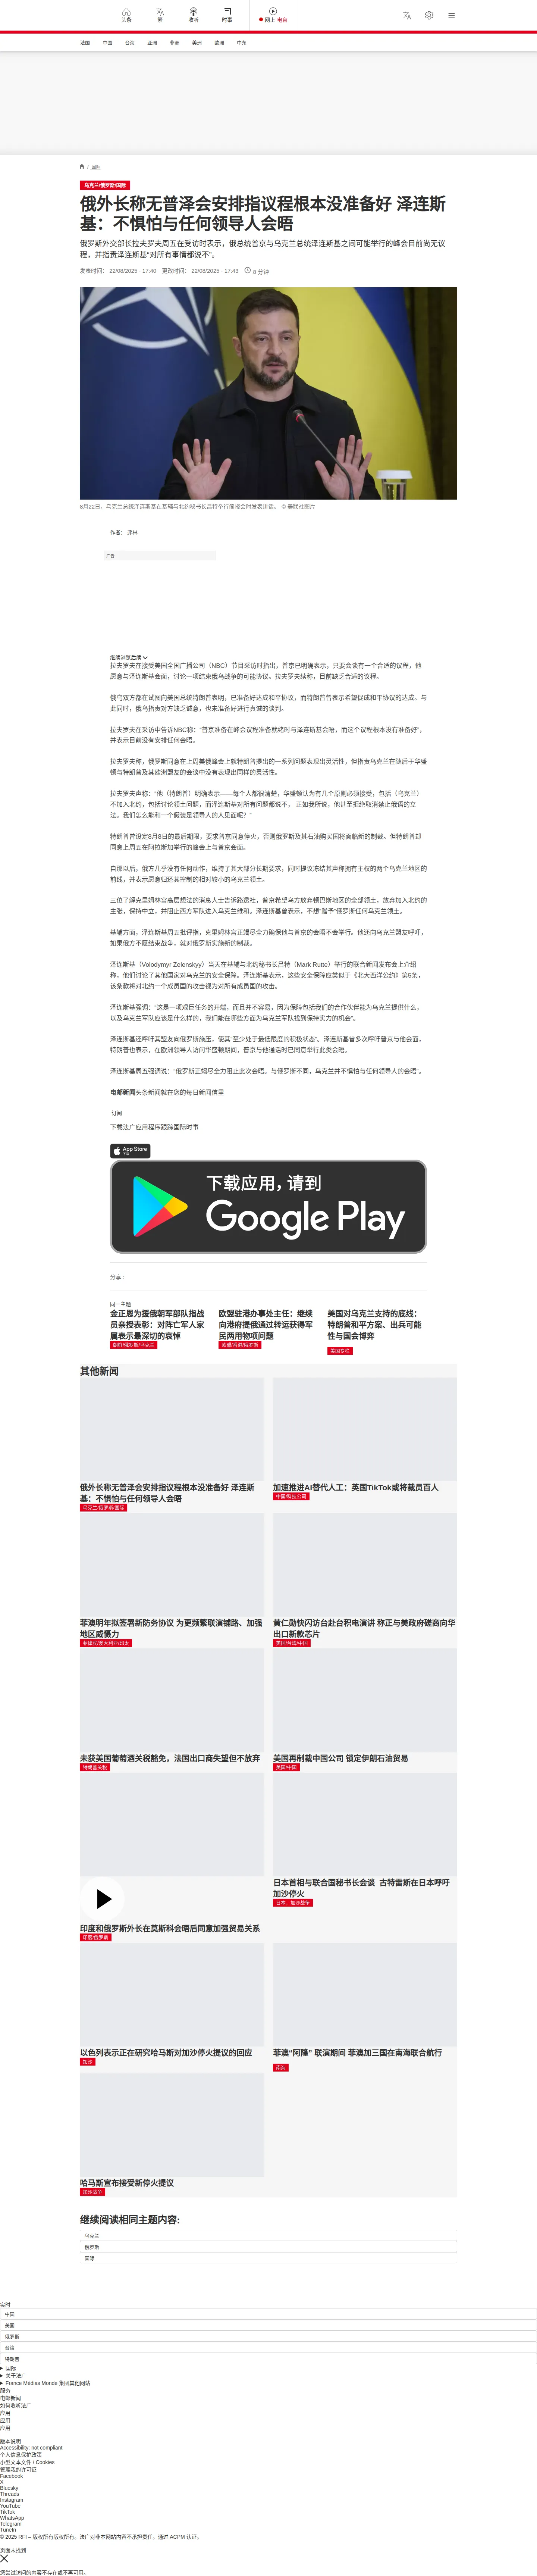 头条
繁
收听
时事
网上 电台
法国 中国 台海 亚洲 非洲 美洲 欧洲 中东
/ 国际
乌克兰/俄罗斯/国际
俄外长称无普泽会安排指议程根本没准备好 泽连斯
基：不惧怕与任何领导人会晤
俄罗斯外交部长拉夫罗夫周五在受访时表示，俄总统普京与乌克兰总统泽连斯基之间可能举行的峰会目前尚无议
程，并指责泽连斯基“对所有事情都说不”。
发表时间： 22/08/2025 - 17:40 更改时间： 22/08/2025 - 17:43 8 分钟
8月22日，乌克兰总统泽连斯基在基辅与北约秘书长吕特举行简报会时发表讲话。 © 美联社图片
作者： 弗林
广告
继续浏览后续
拉夫罗夫在接受美国全国广播公司（NBC）节目采访时指出，普京已明确表示，只要会谈有一个合适的议程，他
愿意与泽连斯基会面，讨论一项结束俄乌战争的可能协议。拉夫罗夫续称，目前缺乏合适的议程。
俄乌双方都在试图向美国总统特朗普表明，已准备好达成和平协议，而特朗普普表示希望促成和平协议的达成。与
此同时，俄乌指责对方缺乏诚意，也未准备好进行真诚的谈判。
拉夫罗夫在采访中告诉NBC称：“普京准备在峰会议程准备就绪时与泽连斯基会晤，而这个议程根本没有准备好”，
并表示目前没有安排任何会晤。
拉夫罗夫称，俄罗斯同意在上周美俄峰会上就特朗普提出的一系列问题表现出灵活性，但指责乌克兰在随后于华盛
顿与特朗普及其欧洲盟友的会谈中没有表现出同样的灵活性。
拉夫罗夫声称：“他（特朗普）明确表示——每个人都很清楚，华盛顿认为有几个原则必须接受，包括（乌克兰）
不加入北约，包括讨论领土问题，而泽连斯基对所有问题都说不， 正如我所说，他甚至拒绝取消禁止俄语的立
法。我们怎么能和一个假装是领导人的人见面呢？”
特朗普曾设定8月8日的最后期限，要求普京同意停火，否则俄罗斯及其石油购买国将面临新的制裁。但特朗普却
同意上周五在阿拉斯加举行的峰会上与普京会面。
自那以后，俄方几乎没有任何动作，维持了其大部分长期要求，同时提议冻结其声称拥有主权的两个乌克兰地区的
前线，并表示愿意归还其控制的相对较小的乌克兰领土。
三位了解克里姆林宫高层想法的消息人士告诉路透社，普京希望乌方放弃顿巴斯地区的全部领土，放弃加入北约的
主张，保持中立，并阻止西方军队进入乌克兰维和。泽连斯基曾表示，不想“赠予”俄罗斯任何乌克兰领土。
基辅方面，泽连斯基周五批评指，克里姆林宫正竭尽全力确保他与普京的会晤不会举行。他还向乌克兰盟友呼吁，
如果俄方不愿结束战争，就对俄罗实施新的制裁。
泽连斯基（Volodymyr Zelenskyy）当天在基辅与北约秘书长吕特（Mark Rutte）举行的联合新闻发布会上介绍
称，他们讨论了其他国家对乌克兰的安全保障。泽连斯基表示，这些安全保障应类似于《北大西洋公约》第5条，
该条款将对北约一个成员国的攻击视为对所有成员国的攻击。
泽连斯基强调：“这是一项艰巨任务的开端，而且并不容易，因为保障包括我们的合作伙伴能为乌克兰提供什么，
以及乌克兰军队应该是什么样的，我们能在哪些方面为乌克兰军队找到保持实力的机会”。
泽连斯基还呼吁其盟友向俄罗斯施压，使其“至少处于最低限度的积极状态”。泽连斯基曾多次呼吁普京与他会面，
特朗普也表示，在欧洲领导人访问华盛顿期间，普京与他通话时已同意举行此类会晤。
泽连斯基周五强调说：“俄罗斯正竭尽全力阻止此次会晤。与俄罗斯不同，乌克兰并不惧怕与任何领导人的会晤”。
电邮新闻头条新闻就在您的每日新闻信里
订阅
下载法广应用程序跟踪国际时事
App Store
下载
下载应用，请到
Google Play
分享 :
同一主题
金正恩为援俄朝军部队指战
员亲授表彰：对阵亡军人家
属表示最深切的哀悼
朝鲜/俄罗斯/乌克兰
欧盟驻港办事处主任：继续
向港府提俄通过转运获得军
民两用物项问题
欧盟/香港/俄罗斯
美国对乌克兰支持的底线：
特朗普和平方案、出兵可能
性与国会博弈
美国专栏
其他新闻
俄外长称无普泽会安排指议程根本没准备好 泽连斯
基：不惧怕与任何领导人会晤
乌克兰/俄罗斯/国际
加速推进AI替代人工：英国TikTok或将裁员百人
中国/科技公司
菲澳明年拟签署新防务协议 为更频繁联演铺路、加强
地区威慑力
菲律宾/澳大利亚/日太
黄仁勋快闪访台赴台积电演讲 称正与美政府磋商向华
出口新款芯片
美国/台湾/中国
未获美国葡萄酒关税豁免，法国出口商失望但不放弃
特朗普关税
美国再制裁中国公司 锁定伊朗石油贸易
美国/中国
印度和俄罗斯外长在莫斯科会晤后同意加强贸易关系
印度/俄罗斯
日本首相与联合国秘书长会谈 古特雷斯在日本呼吁
加沙停火
日本、加沙战争
以色列表示正在研究哈马斯对加沙停火提议的回应
加沙
菲澳“阿隆” 联演期间 菲澳加三国在南海联合航行
南海
哈马斯宣布接受新停火提议
加沙战争
继续阅读相同主题内容:
乌克兰
俄罗斯
国际
实时
中国
美国
俄罗斯
台湾
特朗普
国际
关于法广
France Médias Monde 集团其他网站
服务
电邮新闻
如何收听法广
应用
应用
应用
版本说明
Accessibility: not compliant
个人信息保护政策
小型文本文件 / Cookies
管理我的许可证
Facebook
X
Bluesky
Threads
Instagram
YouTube
TikTok
WhatsApp
Telegram
TuneIn
© 2025 RFI – 版权所有版权所有。法广对非本网站内容不承担责任。通过 ACPM 认证。
页面未找到
您尝试访问的内容不存在或不再可用。